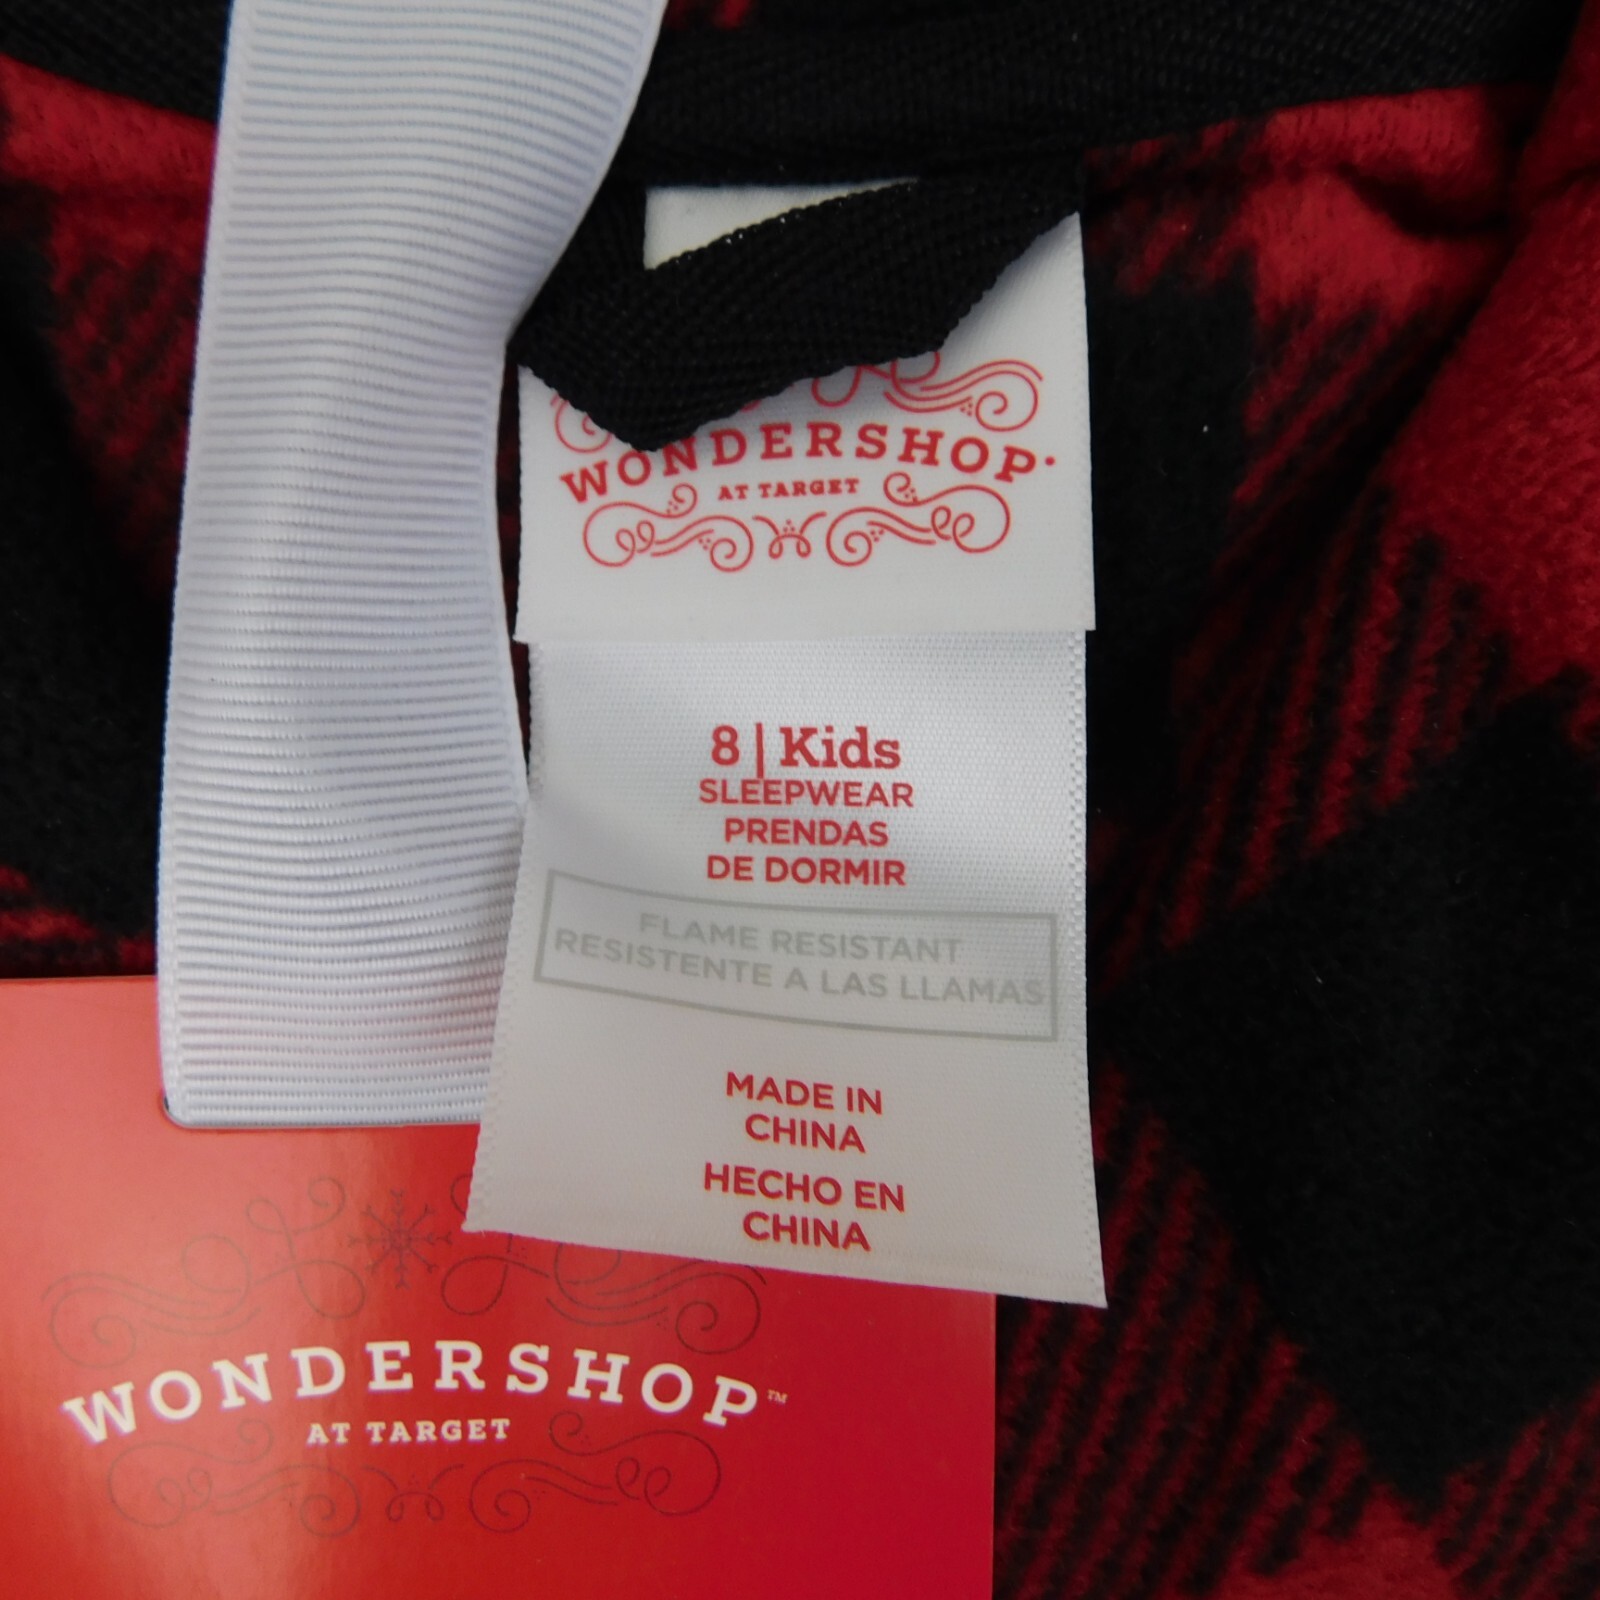 WONDERSHOP
AT TARGET
8 | Kids
SLEEPWEAR
PRENDAS
DE DORMIR
FLAME RESISTANT
RESISTENTE A LAS LLAMAS
MADE IN
CHINA
HECHO EN
CHINA
WONDERSHOP™
AT TARGET